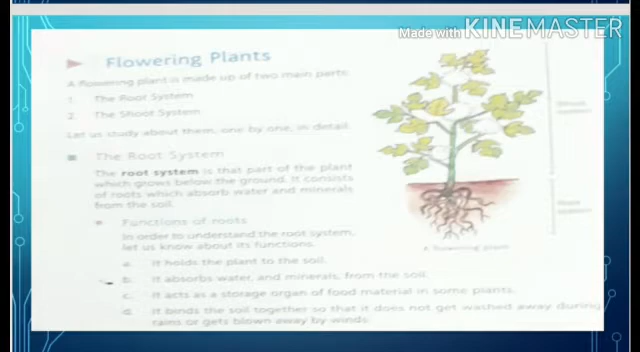 Made with KINEMASTER
Flowering Plants
A flowering plant is made up of two main parts
1. The Root System
2. The Shoot System
Let us study about them, one by one, in detail.
The Root System
The root system is that part of the plant
which grows below the ground. It consists
of roots which absorb water and minerals
from the soil.
Functions of roots
In order to understand the root system,
let us know about its functions.
a. It holds the plant to the soil.
b. It absorbs water, and minerals, from the soil.
c. It acts as a storage organ of food material in some plants.
d. It binds the soil together so that it does not get washed away during
rains or gets blown away by winds.
Shoot
system
Root
system
A flowering plant